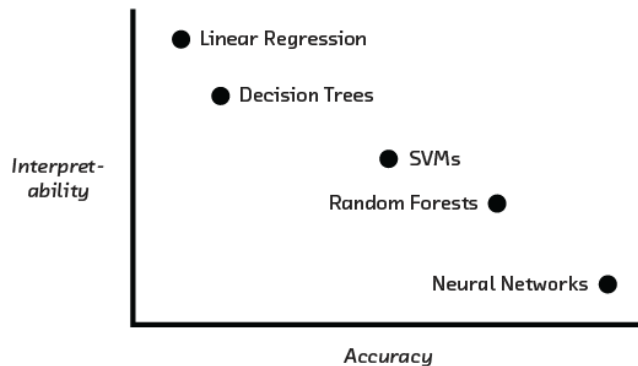 Linear Regression
Decision Trees
Interpret-
ability
SVMs
Random Forests
Neural Networks
Accuracy